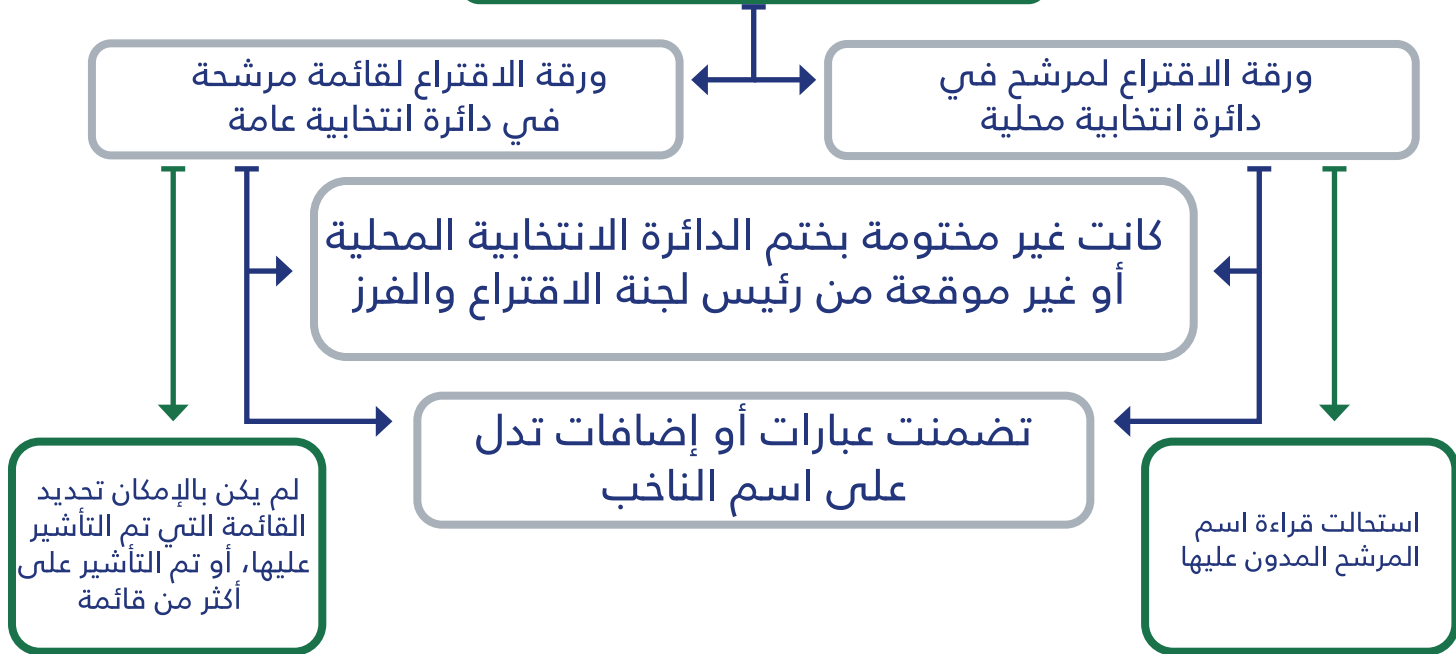 ورقة الاقتراع لمرشح في
دائرة انتخابية محلية
ورقة الاقتراع لقائمة مرشحة
في دائرة انتخابية عامة
كانت غير مختومة بختم الدائرة الانتخابية المحلية
أو غير موقعة من رئيس لجنة الاقتراع والفرز
تضمنت عبارات أو إضافات تدل
على اسم الناخب
استحالت قراءة اسم
المرشح المدون عليها
لم يكن بالإمكان تحديد
القائمة التي تم التأشير
عليها، أو تم التأشير على
أكثر من قائمة